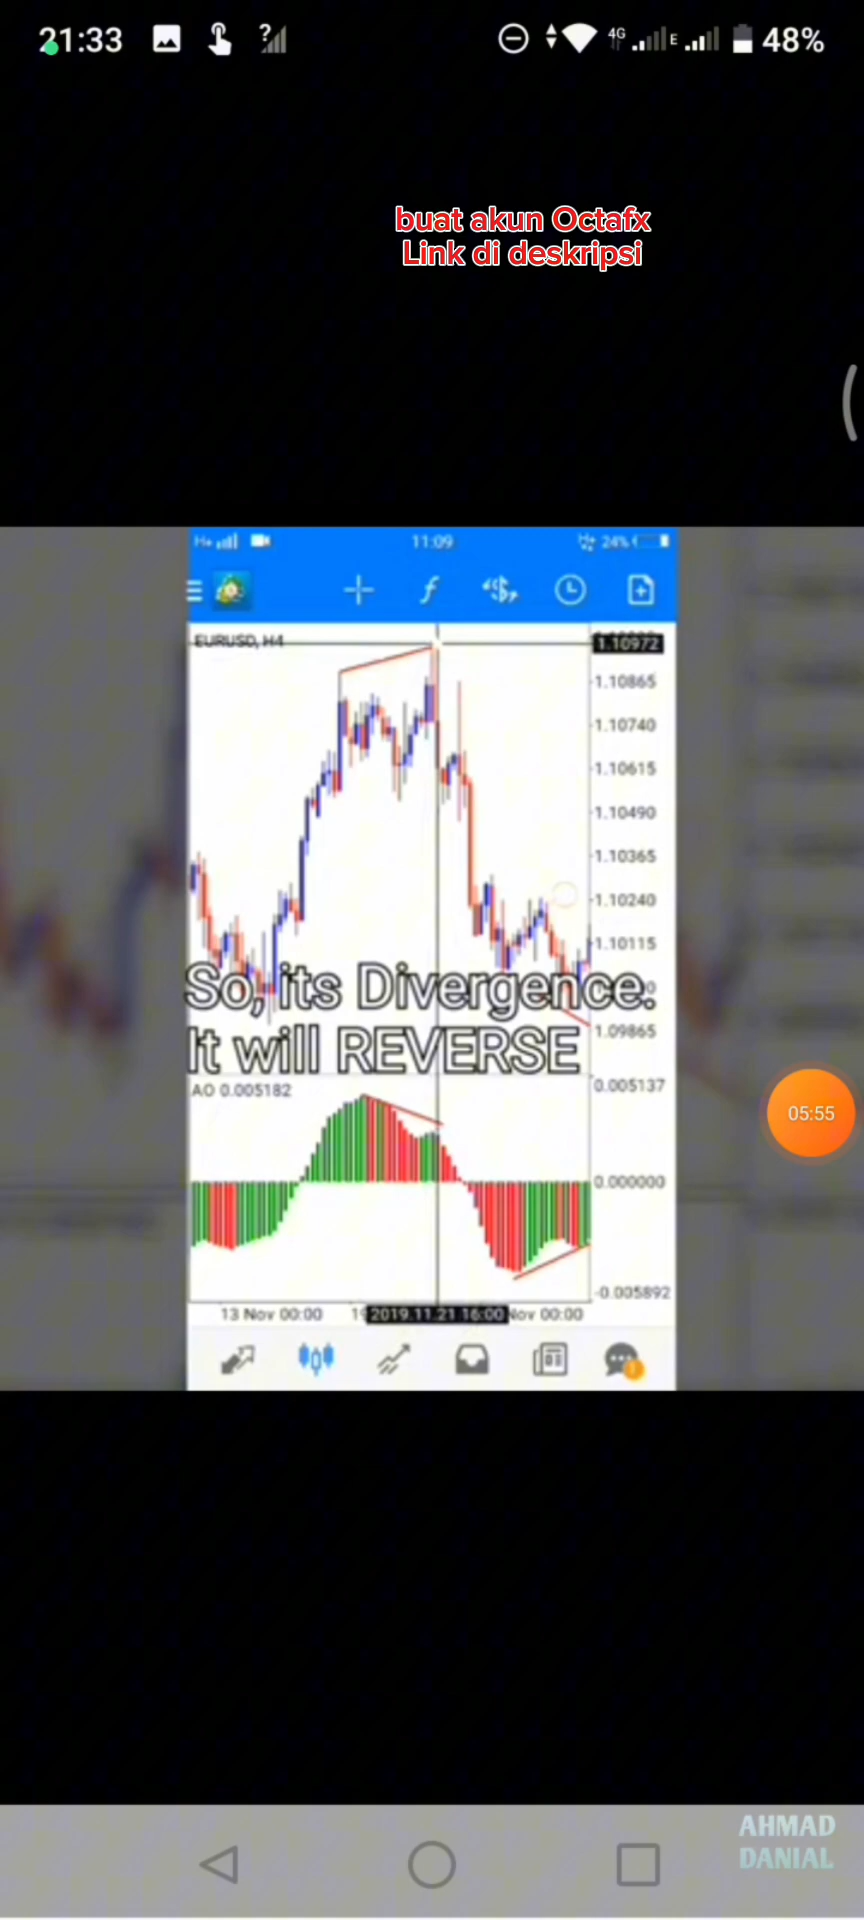 21:33
?
4G
E
48%
buat akun Octafx
Link di deskripsi
H+
11:09
24%
EURUSD, H4
1.10972
1.10865
1.10740
1.10615
1.10490
1.10365
1.10240
1.10115
So, its Divergence.
It will REVERSE
1.09865
AO 0.005182
0.005137
05:55
0.000000
-0.005892
13 Nov 00:00
19
2019.11.21 16:00
Nov 00:00
AHMAD
DANIAL